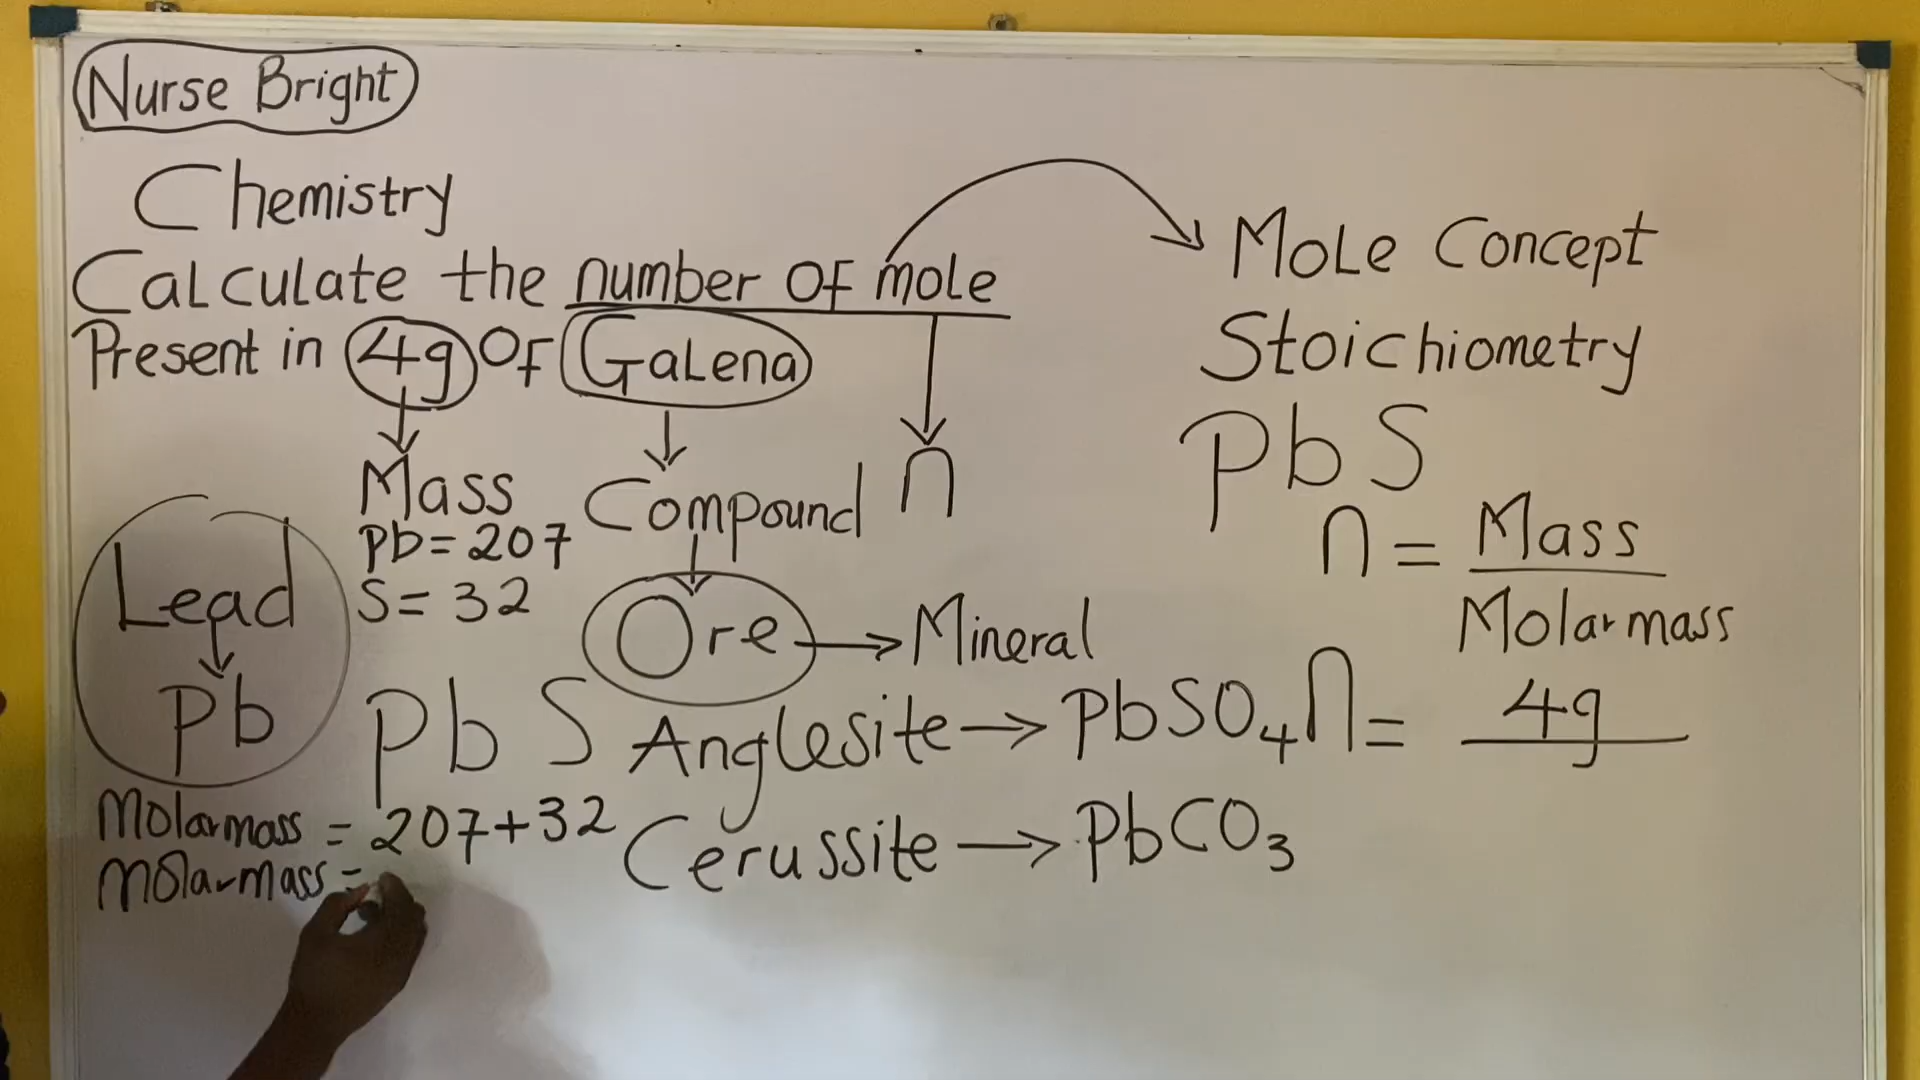 Nurse Bright
Chemistry
Calculate the number of mole
Present in 4g of Galena
Mass
Compound
n
Pb = 207
S = 32
Lead
Pb
Ore → Mineral
PbS
Anglesite → PbSO₄
Cerussite → PbCO₃
Molarmass = 207+32
Molarmass =
Mole Concept
Stoichiometry
PbS
n = Mass
Molarmass
n = 4g